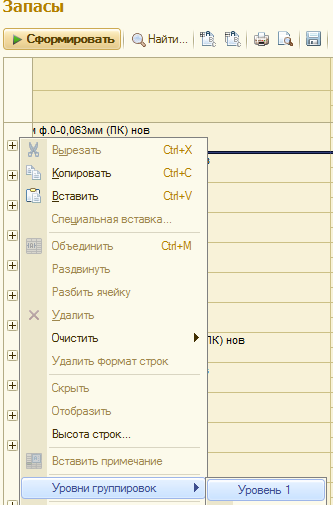 Запасы
Сформировать
Найти...
ф.0-0,063мм (ПК) нов
Вырезать Ctrl+X
Копировать Ctrl+C
Вставить Ctrl+V
Специальная вставка...
Объединить Ctrl+M
Раздвинуть
Разбить ячейку
Удалить
Очистить
ПК) нов
Удалить формат строк
Скрыть
Отобразить
Высота строк...
Вставить примечание
Уровни группировок
Уровень 1